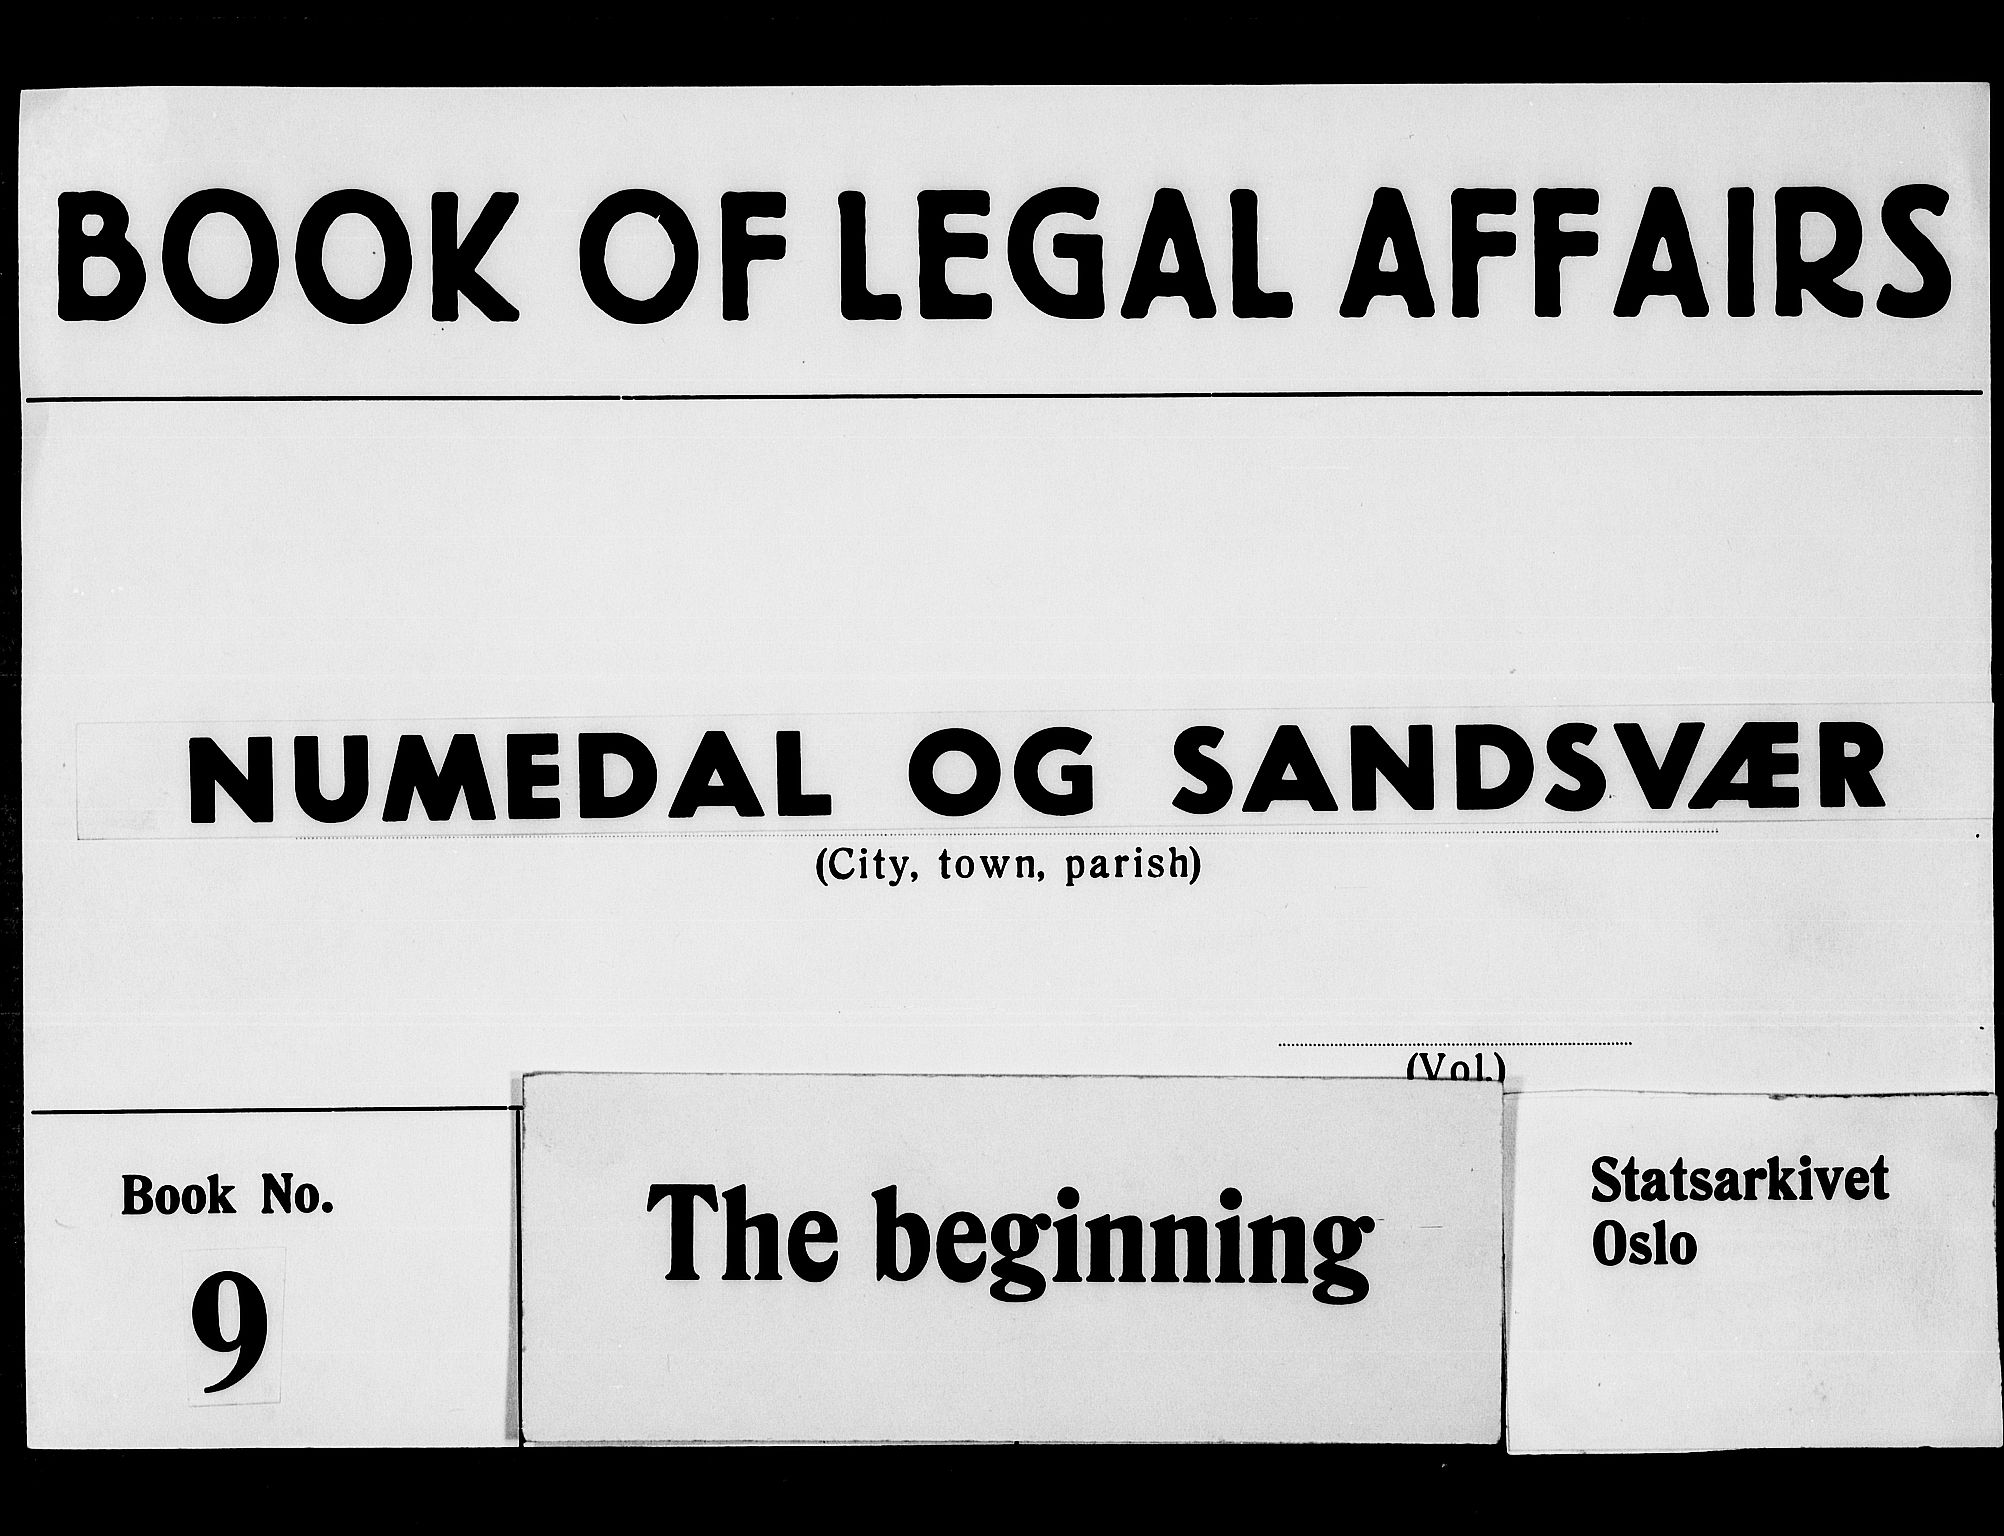 BOOK OF LEGAL AFFAIRS
NUMEDAL OG SANDSVÆR
(City, town, parish)
(Vol.)
Book No.
9
The beginning
Statsarkivet
Oslo